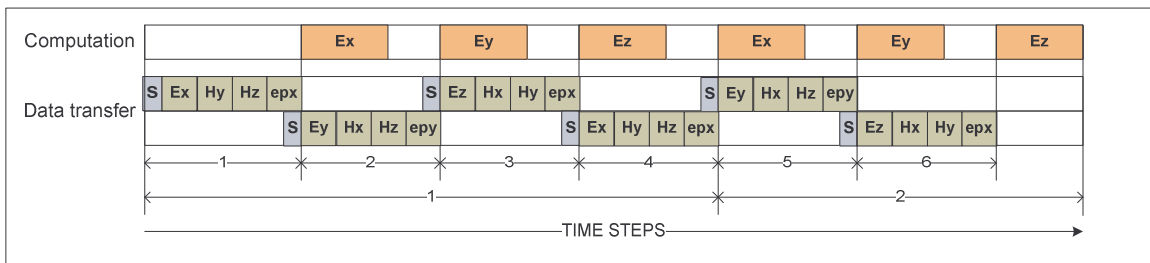 Computation Ex Ey Ez Ex Ey Ez
S Ex Hy Hz epx S Ez Hx Hy epx S Ey Hx Hz epy
Data transfer
S Ey Hx Hz epy S Ex Hy Hz epx S Ez Hx Hy epx
1 2 3 4 5 6
1 2
TIME STEPS